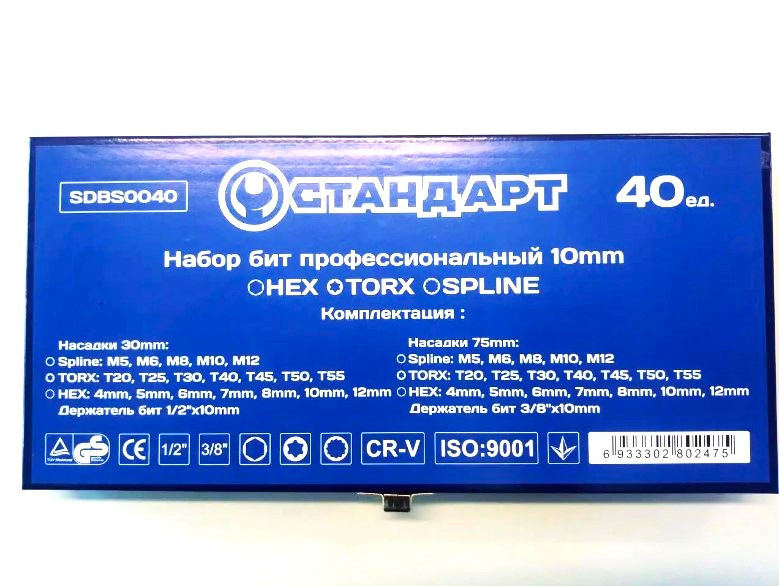 SDBS0040
СТАНДАРТ
40 ед.
Набор бит профессиональный 10mm
HEX TORX SPLINE
Комплектация :
Насадки 30mm:
Spline: M5, M6, M8, M10, M12
TORX: T20, T25, T30, T40, T45, T50, T55
HEX: 4mm, 5mm, 6mm, 7mm, 8mm, 10mm, 12mm
Держатель бит 1/2"x10mm
Насадки 75mm:
Spline: M5, M6, M8, M10, M12
TORX: T20, T25, T30, T40, T45, T50, T55
HEX: 4mm, 5mm, 6mm, 7mm, 8mm, 10mm, 12mm
Держатель бит 3/8"x10mm
GS CE 1/2" 3/8" CR-V ISO:9001
6 933302 802475